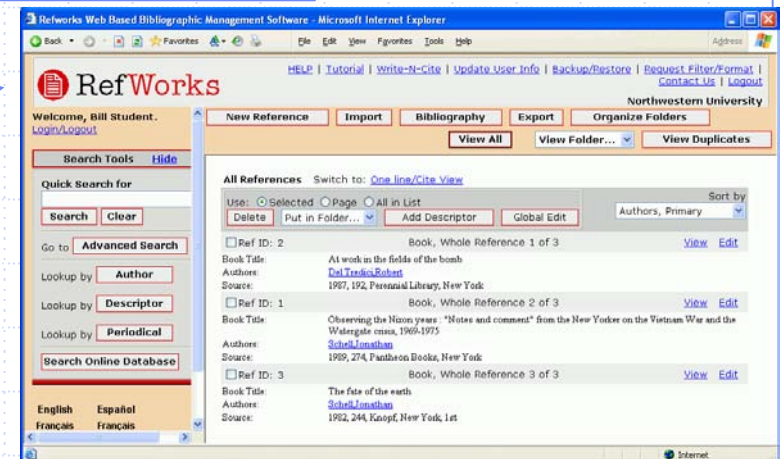 Refworks Web Based Bibliographic Management Software - Microsoft Internet Explorer
Back Favorites File Edit View Favorites Tools Help Address
RefWorks
HELP | Tutorial | Write-N-Cite | Update User Info | Backup/Restore | Request Filter/Format |
Contact Us | Logout
Northwestern University
Welcome, Bill Student.
Login/Logout
New Reference Import Bibliography Export Organize Folders
View All View Folder... View Duplicates
Search Tools Hide
Quick Search for
Search Clear
Go to Advanced Search
Lookup by Author
Lookup by Descriptor
Lookup by Periodical
Search Online Database
English Español
Français Français
All References Switch to: One line/Cite View
Use: Selected Page All in List
Sort by
Delete Put in Folder... Add Descriptor Global Edit
Authors, Primary
Ref ID: 2 Book, Whole Reference 1 of 3 View Edit
Book Title: At work in the fields of the bomb
Authors: Del Tredici,Robert
Source: 1987, 192, Perennial Library, New York
Ref ID: 1 Book, Whole Reference 2 of 3 View Edit
Book Title: Observing the Nixon years : "Notes and comment" from the New Yorker on the Vietnam War and the
Watergate crisis, 1969-1975
Authors: Schell,Jonathan
Source: 1989, 274, Pantheon Books, New York
Ref ID: 3 Book, Whole Reference 3 of 3 View Edit
Book Title: The fate of the earth
Authors: Schell,Jonathan
Source: 1982, 244, Knopf, New York, 1st
Internet